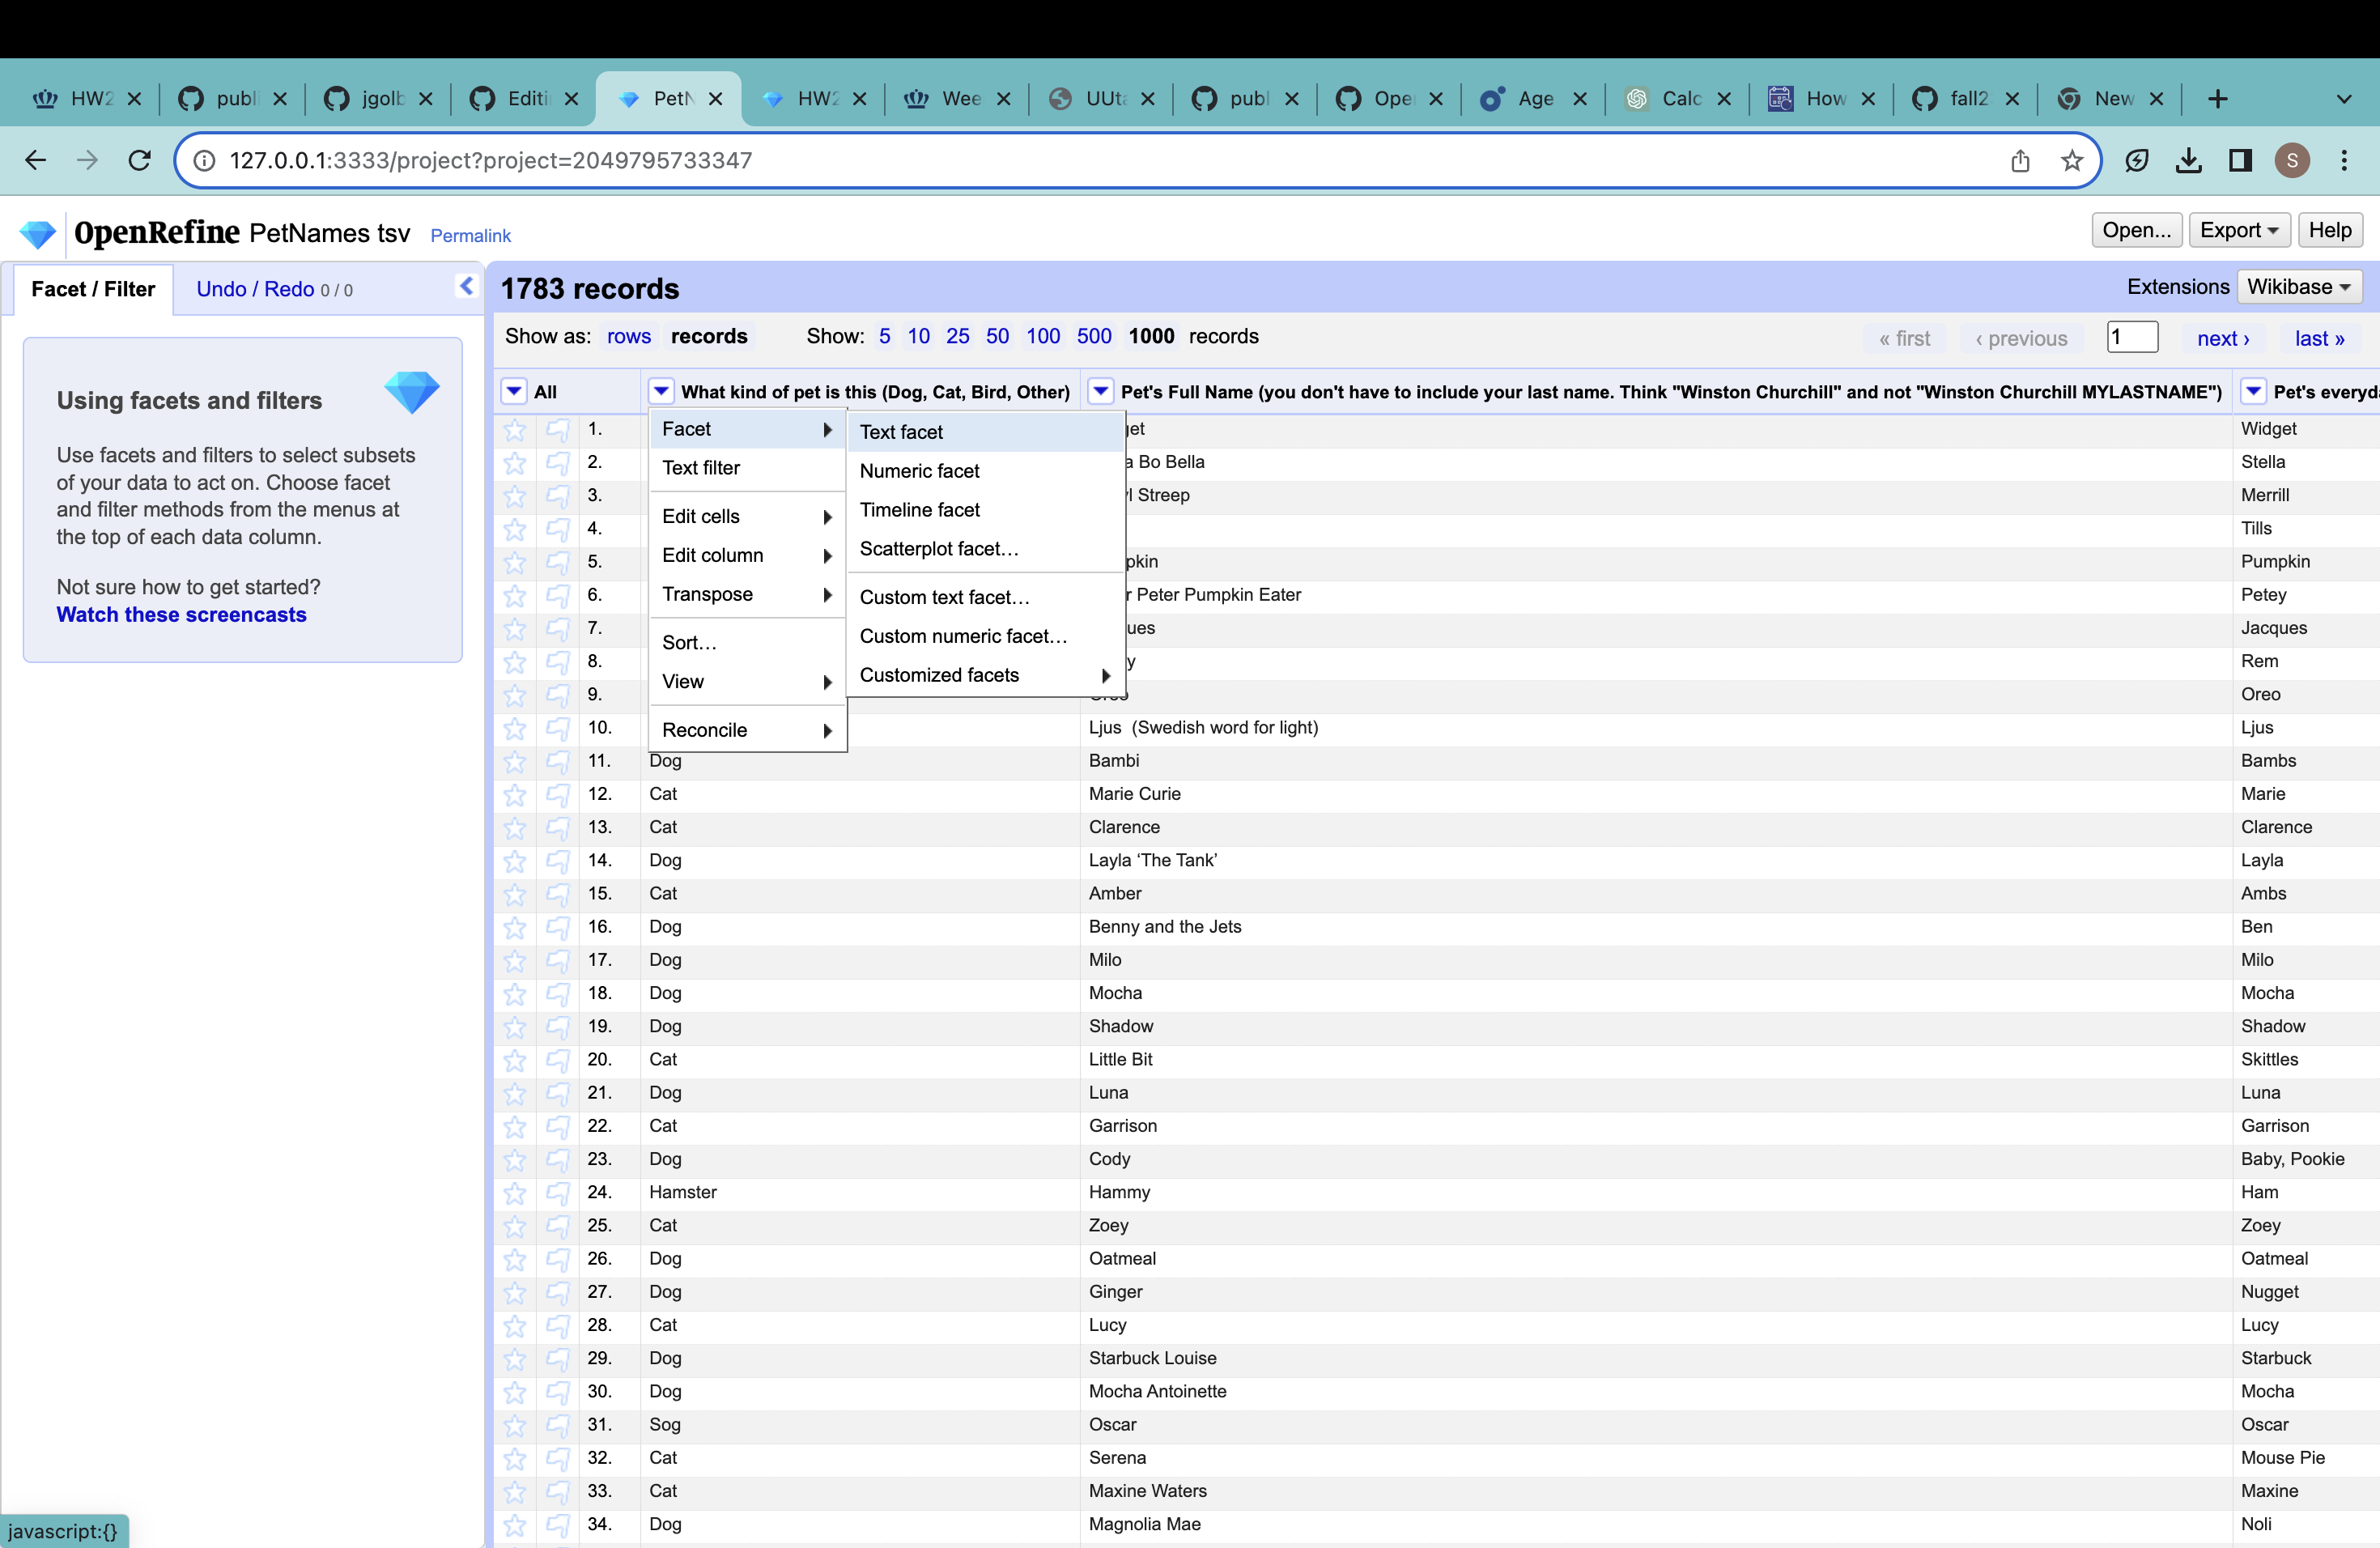 HW2 publ jgolb Editi PetN HW2 Wee UUta publ Ope Age Calc How fall2 New
127.0.0.1:3333/project?project=2049795733347 S
OpenRefine PetNames tsv Permalink Open... Export Help
Facet / Filter Undo / Redo 0 / 0
1783 records Extensions Wikibase
Show as: rows records Show: 5 10 25 50 100 500 1000 records « first ‹ previous 1 next › last »
Using facets and filters
Use facets and filters to select subsets
of your data to act on. Choose facet
and filter methods from the menus at
the top of each data column.
Not sure how to get started?
Watch these screencasts
All What kind of pet is this (Dog, Cat, Bird, Other) Pet's Full Name (you don't have to include your last name. Think "Winston Churchill" and not "Winston Churchill MYLASTNAME") Pet's everyd
Facet
Text filter
Edit cells
Edit column
Transpose
Sort…
View
Reconcile
Text facet
Numeric facet
Timeline facet
Scatterplot facet…
Custom text facet…
Custom numeric facet…
Customized facets
1. get Widget
2. a Bo Bella Stella
3. l Streep Merrill
4. Tills
5. pkin Pumpkin
6. r Peter Pumpkin Eater Petey
7. ues Jacques
8. y Rem
9. Oreo Oreo
10. Ljus (Swedish word for light) Ljus
11. Dog Bambi Bambs
12. Cat Marie Curie Marie
13. Cat Clarence Clarence
14. Dog Layla ‘The Tank’ Layla
15. Cat Amber Ambs
16. Dog Benny and the Jets Ben
17. Dog Milo Milo
18. Dog Mocha Mocha
19. Dog Shadow Shadow
20. Cat Little Bit Skittles
21. Dog Luna Luna
22. Cat Garrison Garrison
23. Dog Cody Baby, Pookie
24. Hamster Hammy Ham
25. Cat Zoey Zoey
26. Dog Oatmeal Oatmeal
27. Dog Ginger Nugget
28. Cat Lucy Lucy
29. Dog Starbuck Louise Starbuck
30. Dog Mocha Antoinette Mocha
31. Sog Oscar Oscar
32. Cat Serena Mouse Pie
33. Cat Maxine Waters Maxine
34. Dog Magnolia Mae Noli
javascript:{}